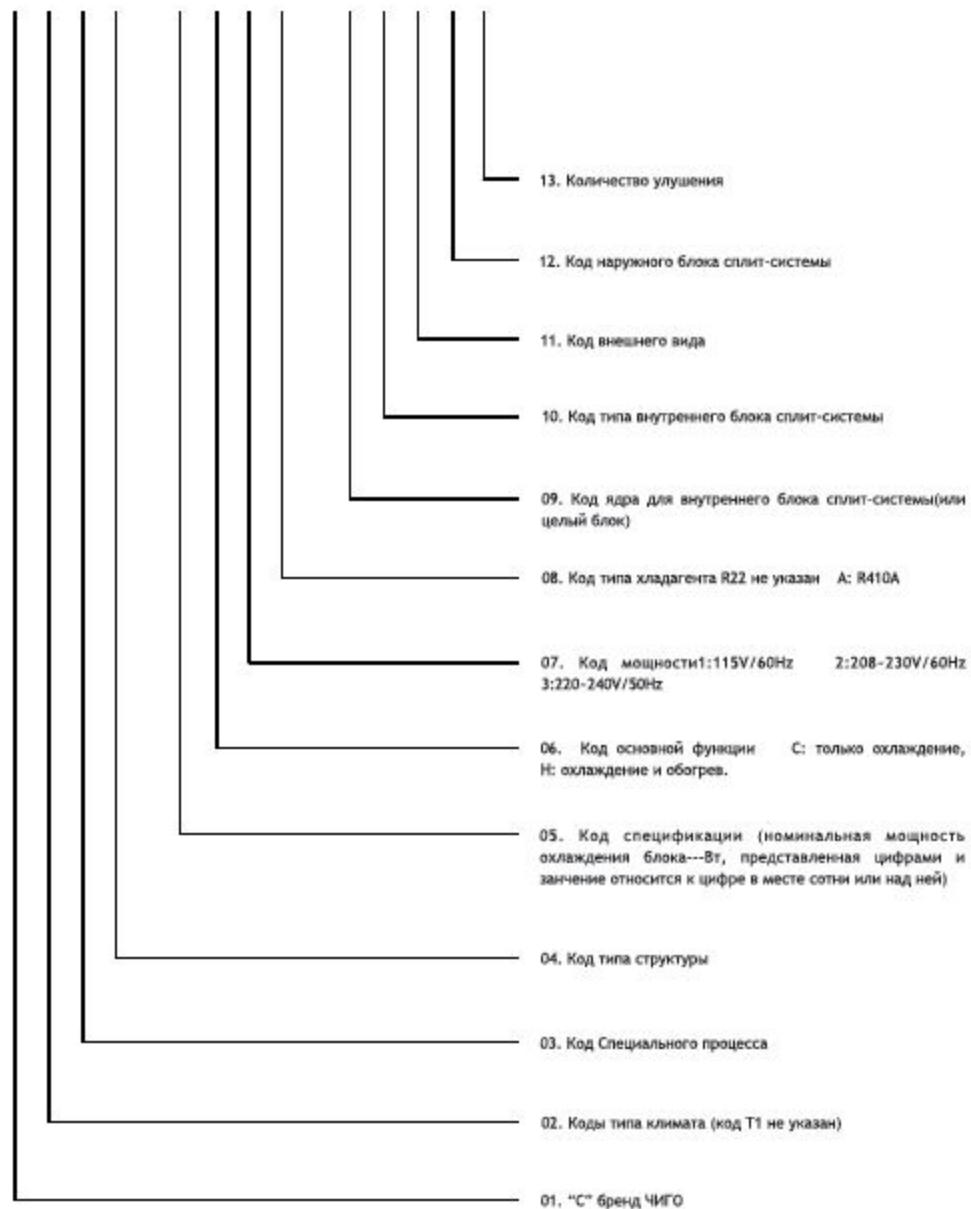 13. Количество улушения
12. Код наружного блока сплит-системы
11. Код внешнего вида
10. Код типа внутреннего блока сплит-системы
09. Код ядра для внутреннего блока сплит-системы(или
целый блок)
08. Код типа хладагента R22 не указан А: R410A
07. Код мощности1:115V/60Hz 2:208-230V/60Hz
3:220-240V/50Hz
06. Код основной функции С: только охлаждение,
Н: охлаждение и обогрев.
05. Код спецификации (номинальная мощность
охлаждения блока---Вт, представленная цифрами и
занчение относится к цифре в месте сотни или над ней)
04. Код типа структуры
03. Код Специального процесса
02. Коды типа климата (код Т1 не указан)
01. “С” бренд ЧИГО